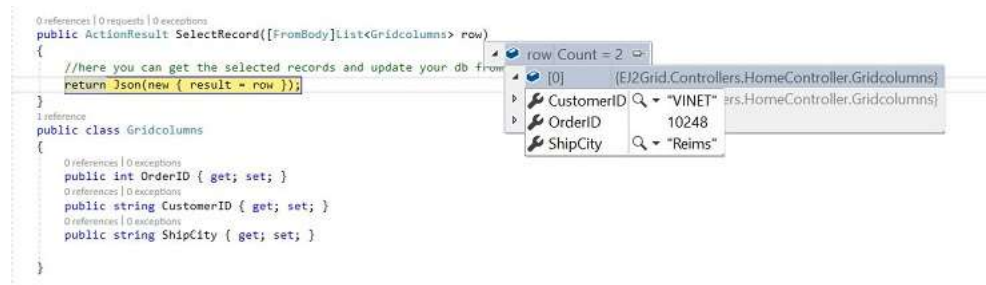 0 references | 0 requests | 0 exceptions
public ActionResult SelectRecord([FromBody]List<Gridcolumns> row)
{
row Count = 2
//here you can get the selected records and update your db from
[0] {EJ2Grid.Controllers.HomeController.Gridcolumns}
return Json(new { result = row });
CustomerID "VINET" ers.HomeController.Gridcolumns}
}
OrderID 10248
1 reference
public class Gridcolumns
ShipCity "Reims"
{
0 references | 0 exceptions
public int OrderID { get; set; }
0 references | 0 exceptions
public string CustomerID { get; set; }
0 references | 0 exceptions
public string ShipCity { get; set; }
}